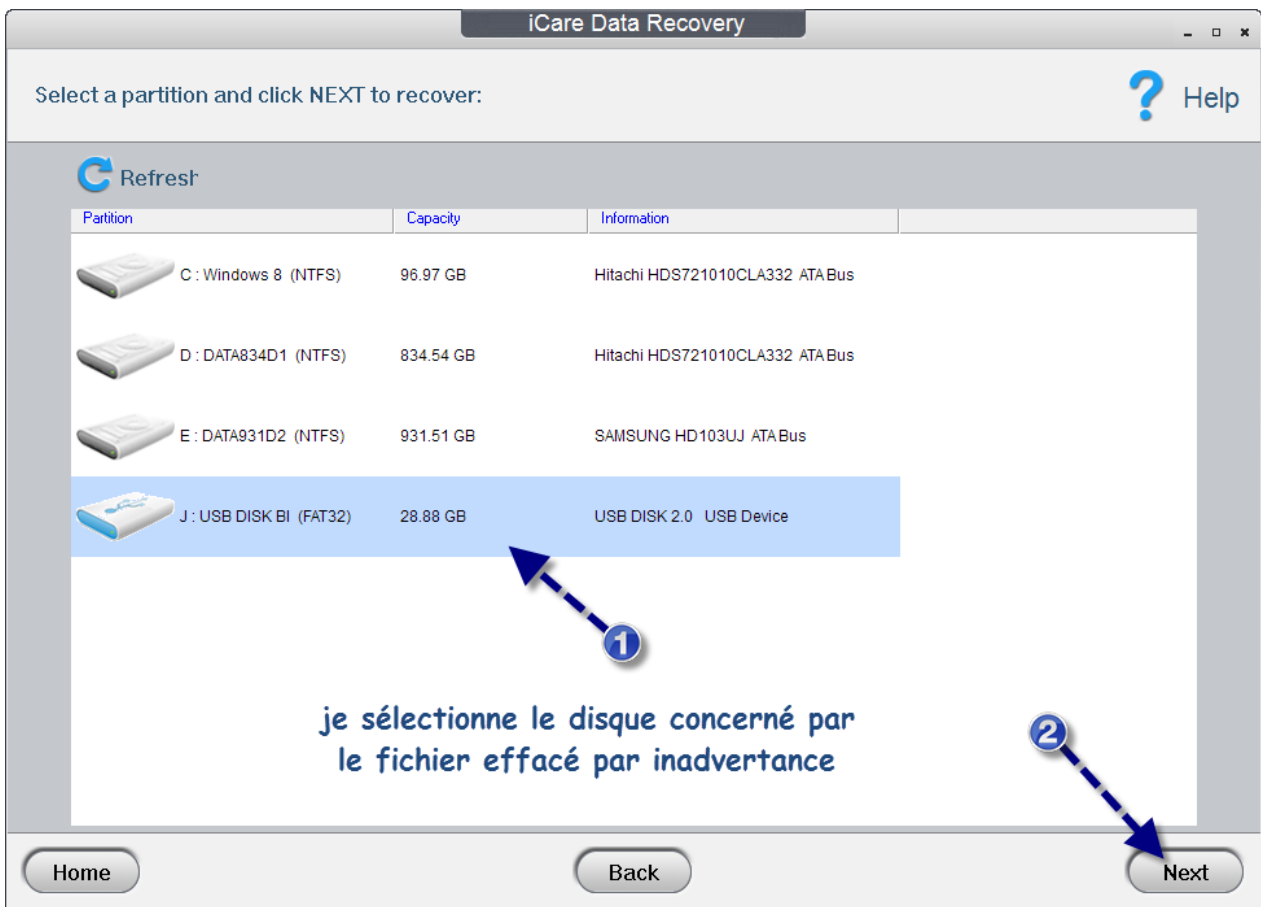 iCare Data Recovery
Select a partition and click NEXT to recover:
? Help
Refresh
Partition Capacity Information
C : Windows 8 (NTFS) 96.97 GB Hitachi HDS721010CLA332 ATA Bus
D : DATA834D1 (NTFS) 834.54 GB Hitachi HDS721010CLA332 ATA Bus
E : DATA931D2 (NTFS) 931.51 GB SAMSUNG HD103UJ ATA Bus
J : USB DISK BI (FAT32) 28.88 GB USB DISK 2.0 USB Device
1
je sélectionne le disque concerné par
le fichier effacé par inadvertance
2
Home Back Next